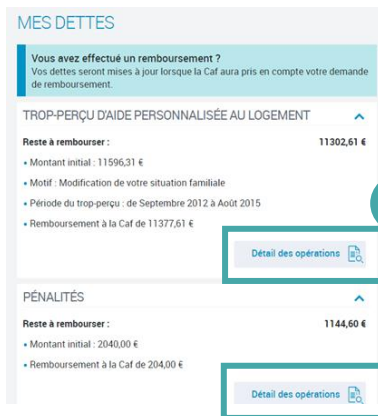 MES DETTES
Vous avez effectué un remboursement ?
Vos dettes seront mises à jour lorsque la Caf aura pris en compte votre demande
de remboursement.
TROP-PERÇU D'AIDE PERSONNALISÉE AU LOGEMENT
Reste à rembourser : 11302,61 €
• Montant initial : 11596,31 €
• Motif : Modification de votre situation familiale
• Période du trop-perçu : de Septembre 2012 à Août 2015
• Remboursement à la Caf de 11377,61 €
Détail des opérations
PÉNALITÉS
Reste à rembourser : 1144,60 €
• Montant initial : 2040,00 €
• Remboursement à la Caf de 204,00 €
Détail des opérations